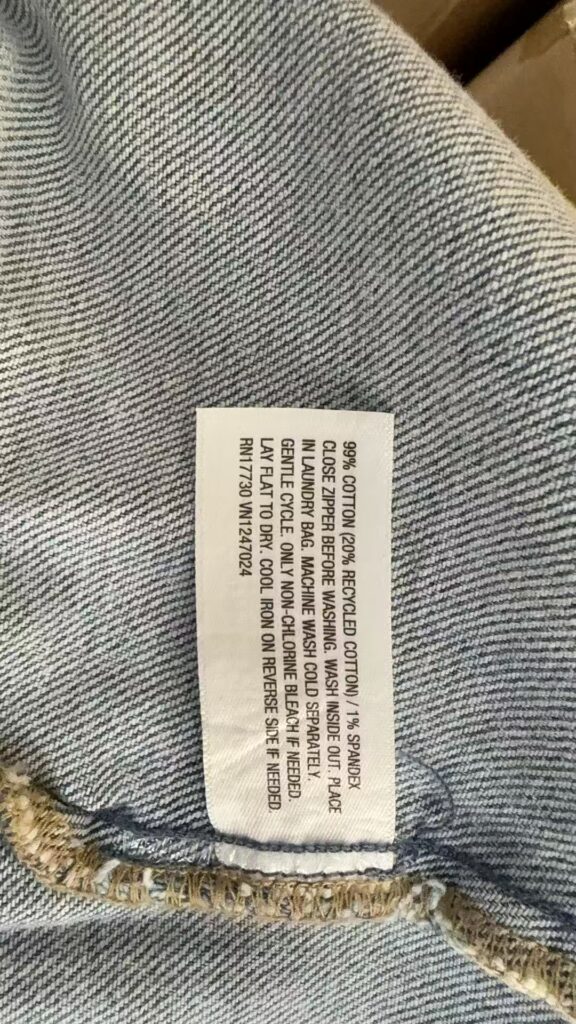 99% COTTON (20% RECYCLED COTTON) / 1% SPANDEX
CLOSE ZIPPER BEFORE WASHING. WASH INSIDE OUT. PLACE
IN LAUNDRY BAG. MACHINE WASH COLD SEPARATELY.
GENTLE CYCLE. ONLY NON-CHLORINE BLEACH IF NEEDED.
LAY FLAT TO DRY. COOL IRON ON REVERSE SIDE IF NEEDED.
RN17730 VN1247024